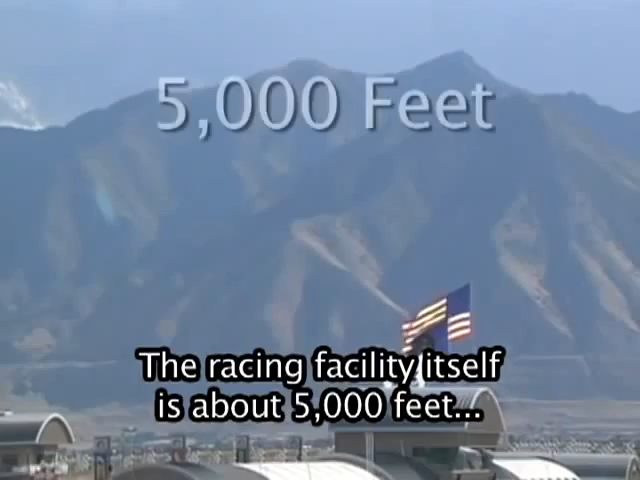 5,000 Feet
The racing facility itself
is about 5,000 feet...